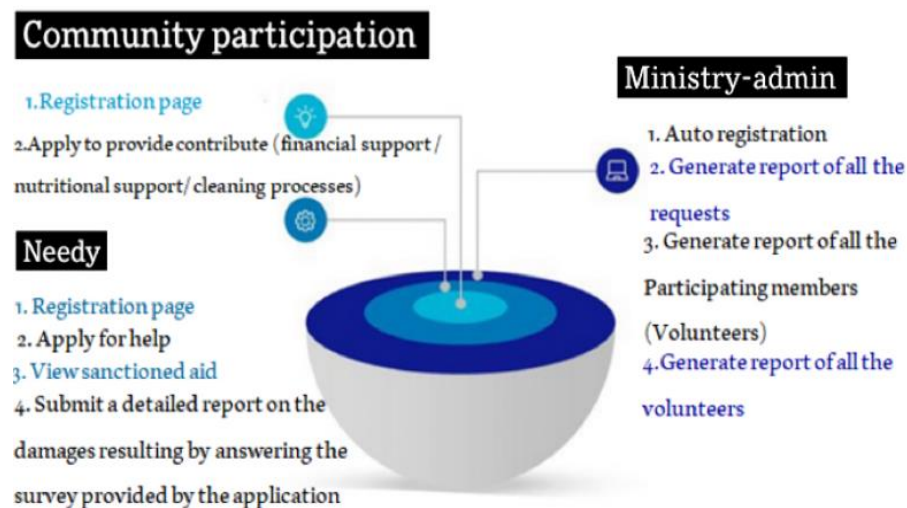 Community participation
1.Registration page
2.Apply to provide contribute (financial support /
nutritional support/ cleaning processes)
Needy
1. Registration page
2. Apply for help
3. View sanctioned aid
4. Submit a detailed report on the
damages resulting by answering the
survey provided by the application
Ministry-admin
1. Auto registration
2. Generate report of all the
requests
3. Generate report of all the
Participating members
(Volunteers)
4.Generate report of all the
volunteers